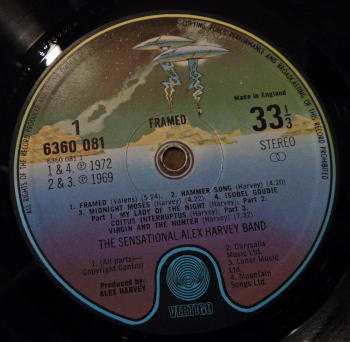 ALL RIGHTS OF THE RECORD PRODUCER RESERVED
COPYING, PUBLIC PERFORMANCE AND BROADCASTING OF THIS RECORD PROHIBITED
1
6360 081
6360 081 1
1 & 4. ℗ 1972
2 & 3. ℗ 1969
FRAMED
Made in England
33 1/3
STEREO
1. FRAMED (Valens) (5·24). 2. HAMMER SONG (Harvey) (4.20)
3. MIDNIGHT MOSES (Harvey) (4.22). 4. ISOBEL GOUDIE
Part 1. MY LADY OF THE NIGHT (Harvey); Part 2.
COITUS INTERRUPTUS (Harvey); Part 3.
VIRGIN AND THE HUNTER (Harvey) (7.32)
THE SENSATIONAL ALEX HARVEY BAND
1. (All parts)—
Copyright Control
Produced by:
ALEX HARVEY
2. Chrysalis
Music Ltd.
3. Loner Music
Ltd.
4. Mountain
Songs Ltd.
VERTIGO